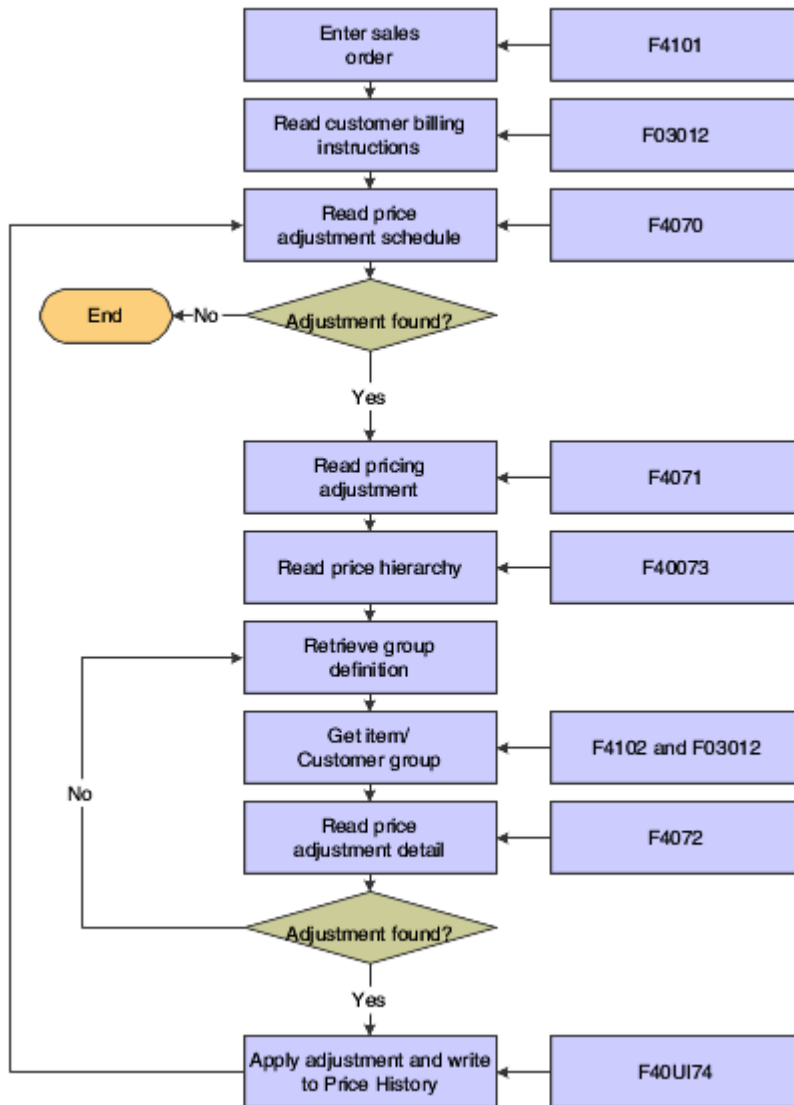 Enter sales
order
F4101
Read customer billing
instructions
F03012
Read price
adjustment schedule
F4070
End
No
Adjustment found?
Yes
Read pricing
adjustment
F4071
Read price hierarchy
F40073
Retrieve group
definition
Get item/
Customer group
F4102 and F03012
No
Read price
adjustment detail
F4072
Adjustment found?
Yes
Apply adjustment and write
to Price History
F40UI74